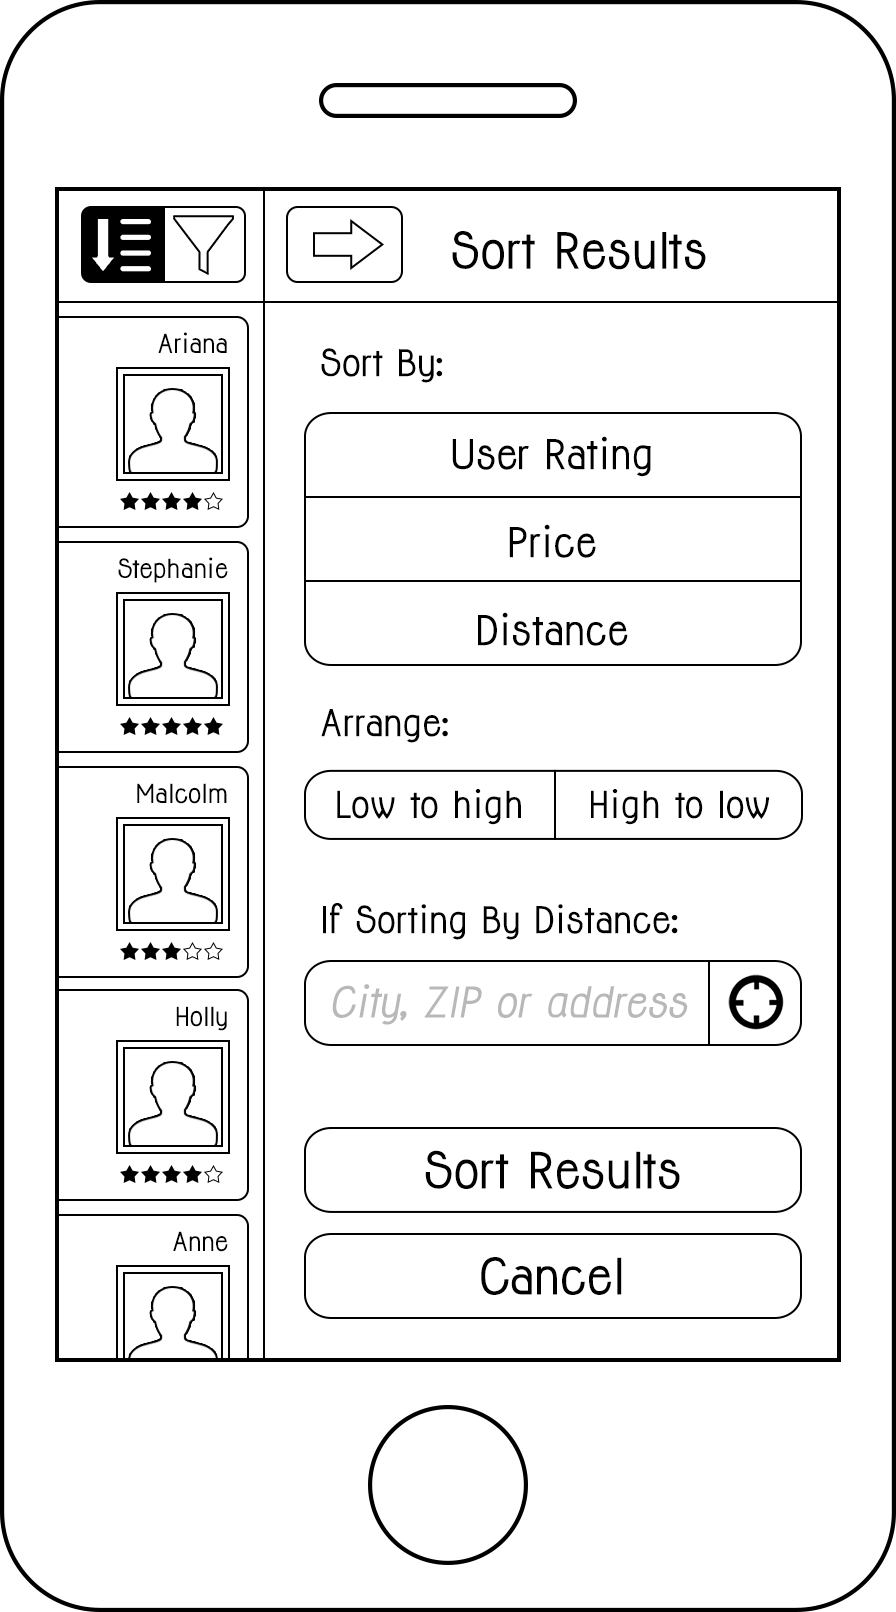 Sort Results
Ariana
Stephanie
Malcolm
Holly
Anne
Sort By:
User Rating
Price
Distance
Arrange:
Low to high
High to low
If Sorting By Distance:
City, ZIP or address
Sort Results
Cancel